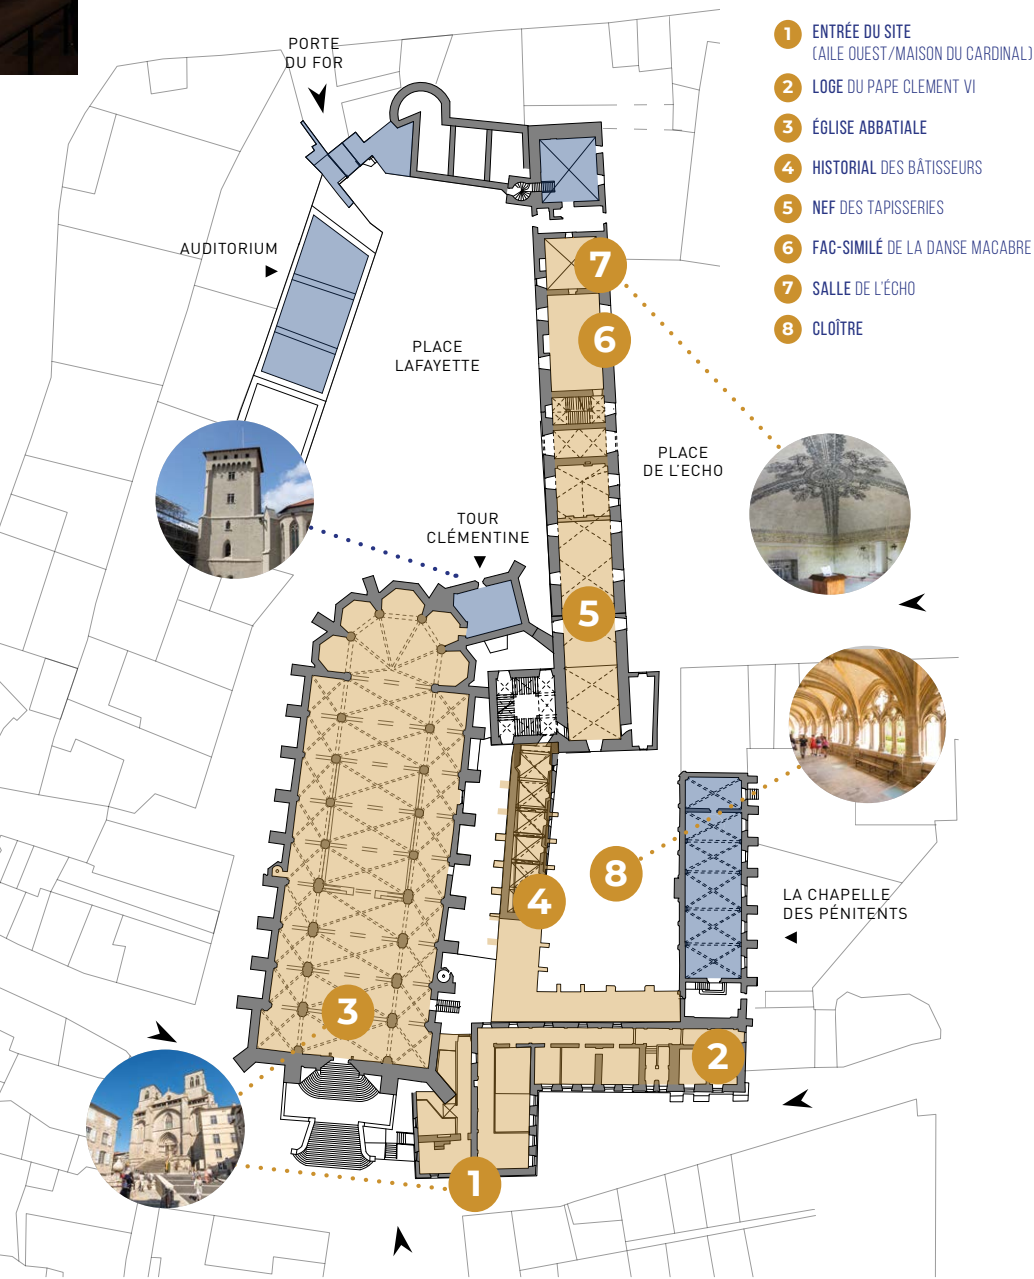 PORTE
DU FOR
1 ENTRÉE DU SITE
(AILE OUEST/MAISON DU CARDINAL)
2 LOGE DU PAPE CLEMENT VI
3 ÉGLISE ABBATIALE
4 HISTORIAL DES BÂTISSEURS
5 NEF DES TAPISSERIES
6 FAC-SIMILÉ DE LA DANSE MACABRE
7 SALLE DE L'ÉCHO
8 CLOÎTRE
AUDITORIUM
7
6
PLACE
LAFAYETTE
PLACE
DE L'ECHO
TOUR
CLÉMENTINE
5
8
4
LA CHAPELLE
DES PÉNITENTS
3
2
1